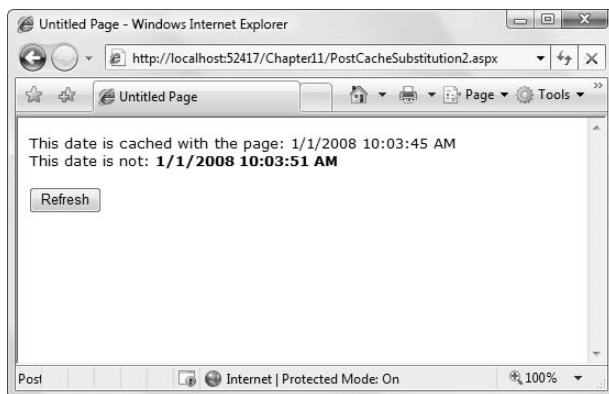 Untitled Page - Windows Internet Explorer
http://localhost:52417/Chapter11/PostCacheSubstitution2.aspx
Untitled Page
Page
Tools
This date is cached with the page: 1/1/2008 10:03:45 AM
This date is not: 1/1/2008 10:03:51 AM
Refresh
Post
Internet | Protected Mode: On
100%